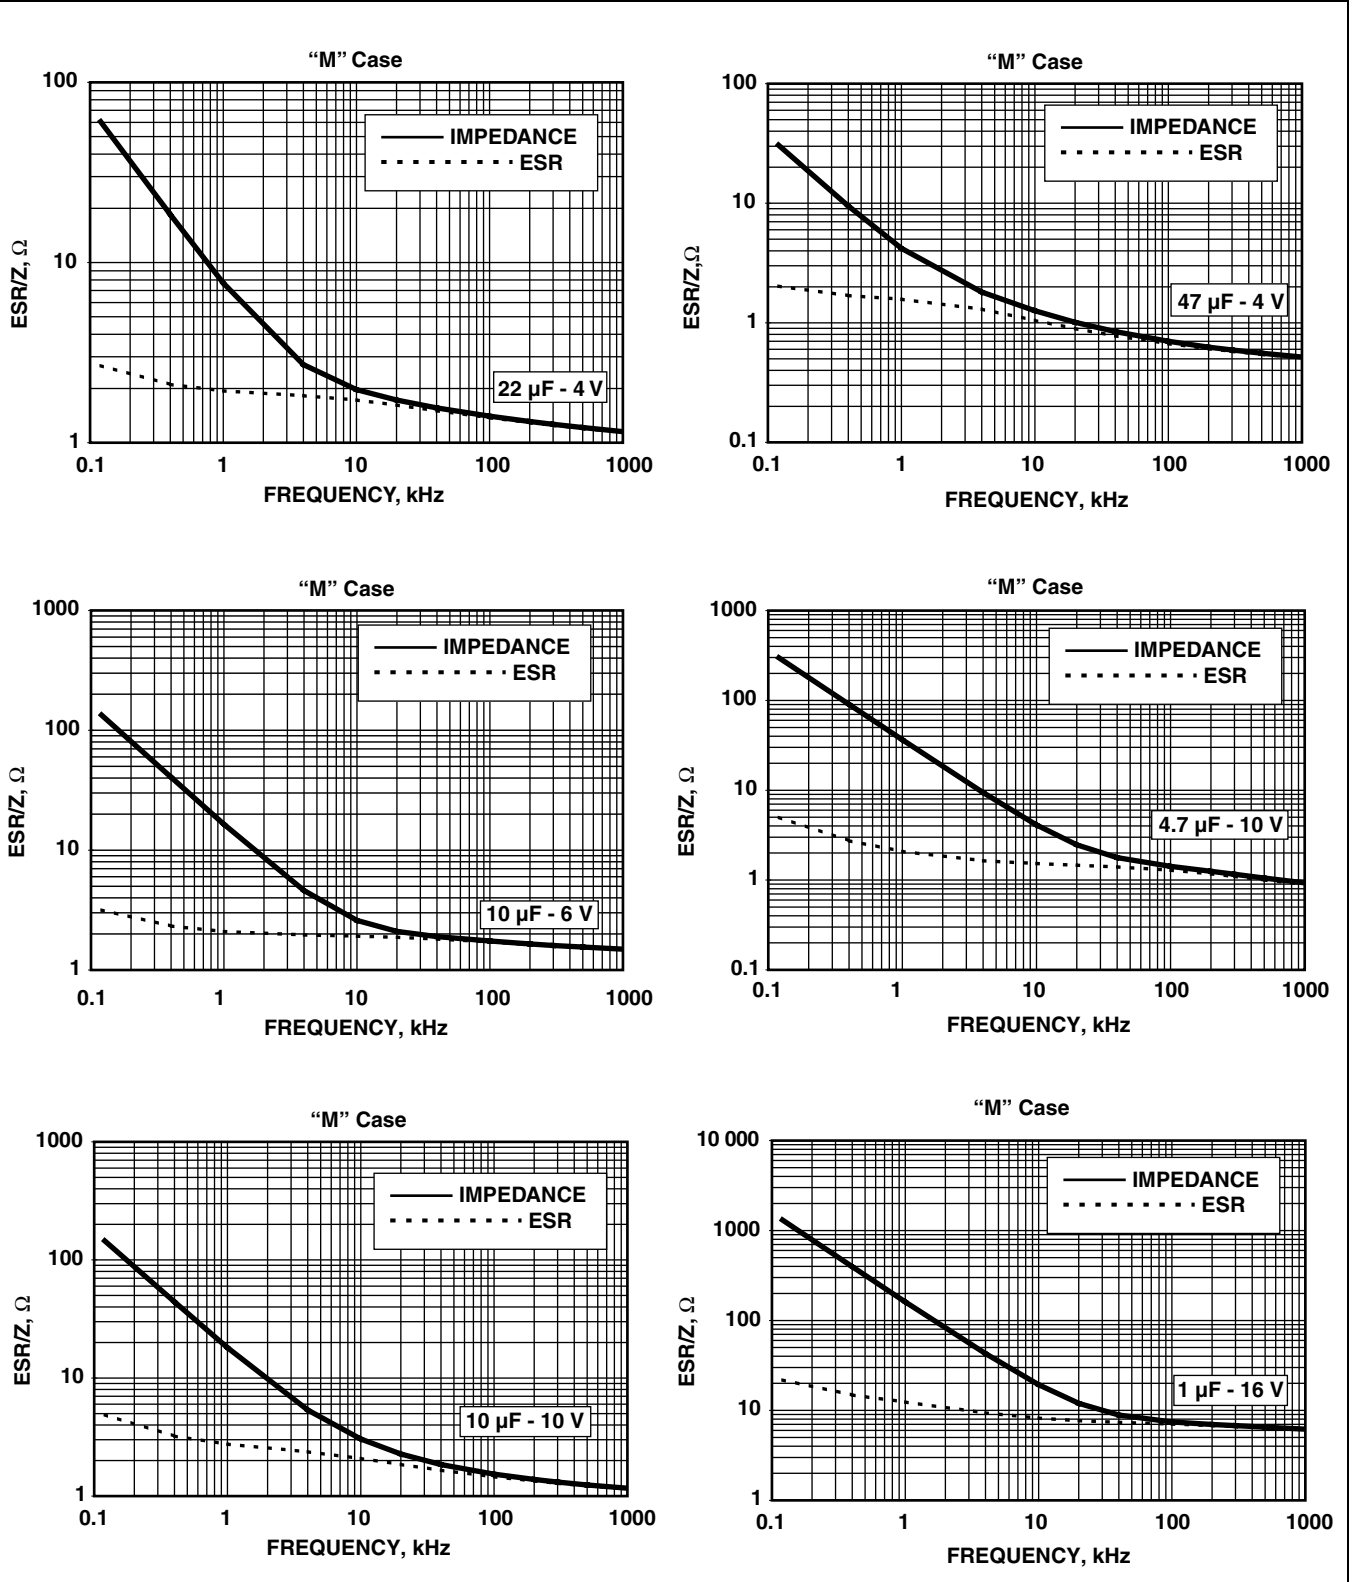 “M” Case
100
10
1
ESR/Z, Ω
IMPEDANCE
ESR
22 µF - 4 V
0.1 1 10 100 1000
FREQUENCY, kHz
“M” Case
100
10
1
0.1
ESR/Z,Ω
IMPEDANCE
ESR
47 µF - 4 V
0.1 1 10 100 1000
FREQUENCY, kHz
“M” Case
1000
100
10
1
ESR/Z, Ω
IMPEDANCE
ESR
10 µF - 6 V
0.1 1 10 100 1000
FREQUENCY, kHz
“M” Case
1000
100
10
1
0.1
ESR/Z, Ω
IMPEDANCE
ESR
4.7 µF - 10 V
0.1 1 10 100 1000
FREQUENCY, kHz
“M” Case
1000
100
10
1
ESR/Z, Ω
IMPEDANCE
ESR
10 µF - 10 V
0.1 1 10 100 1000
FREQUENCY, kHz
“M” Case
10 000
1000
100
10
1
ESR/Z, Ω
IMPEDANCE
ESR
1 µF - 16 V
0.1 1 10 100 1000
FREQUENCY, kHz